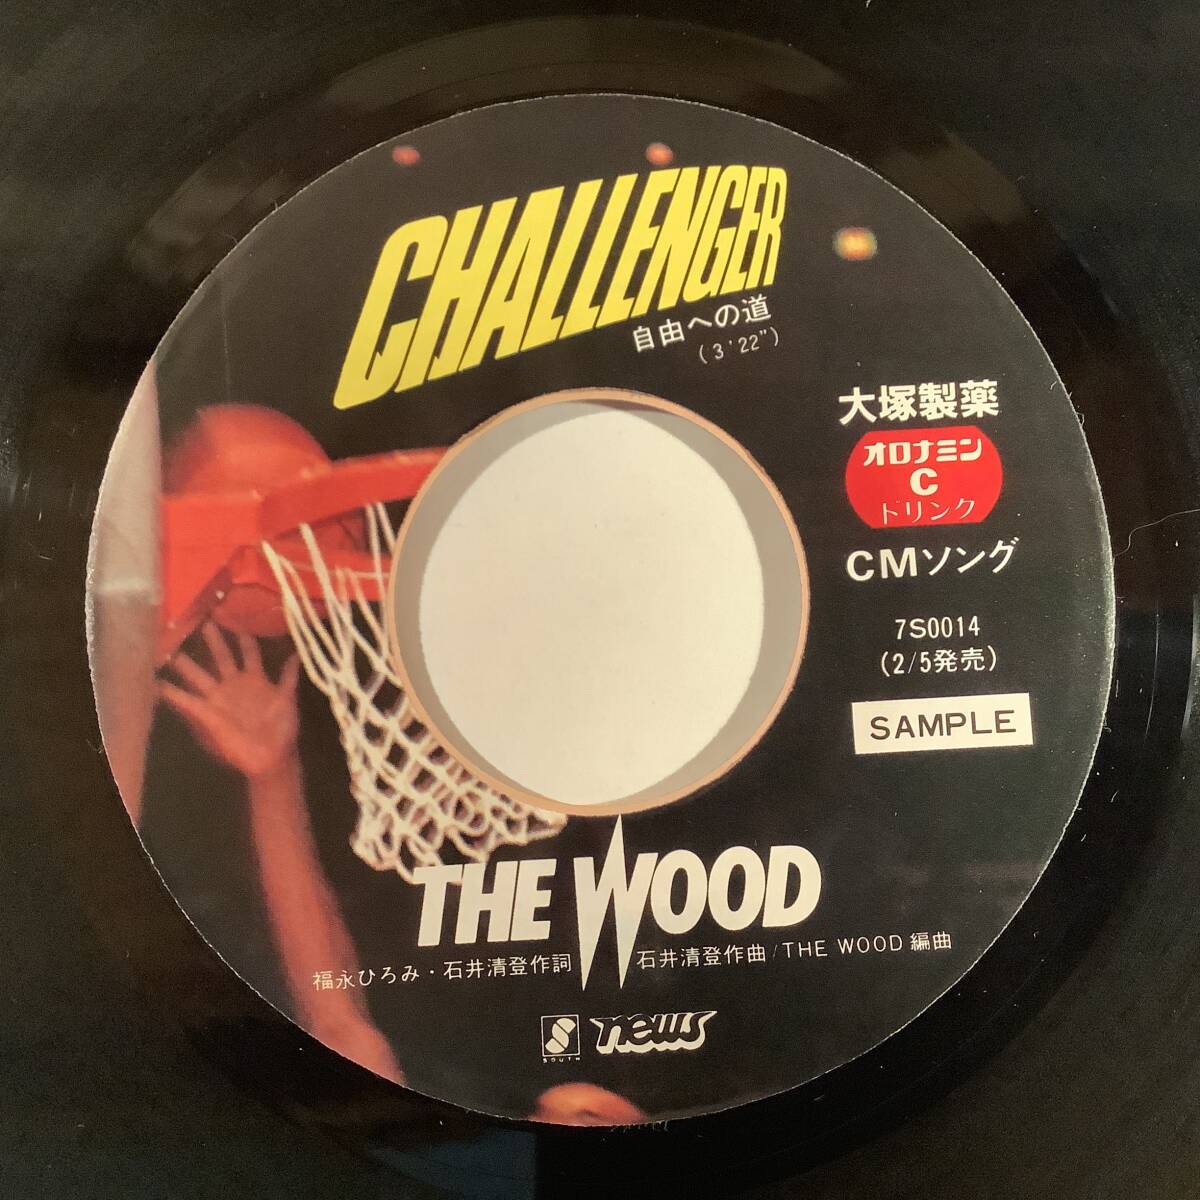 CHALLENGER
自由への道
(3'22")
大塚製薬
オロナミン
C
ドリンク
CMソング
7S0014
(2/5発売)
SAMPLE
THE WOOD
福永ひろみ・石井清登作詞 石井清登作曲/THE WOOD編曲
S
SOUTH
news